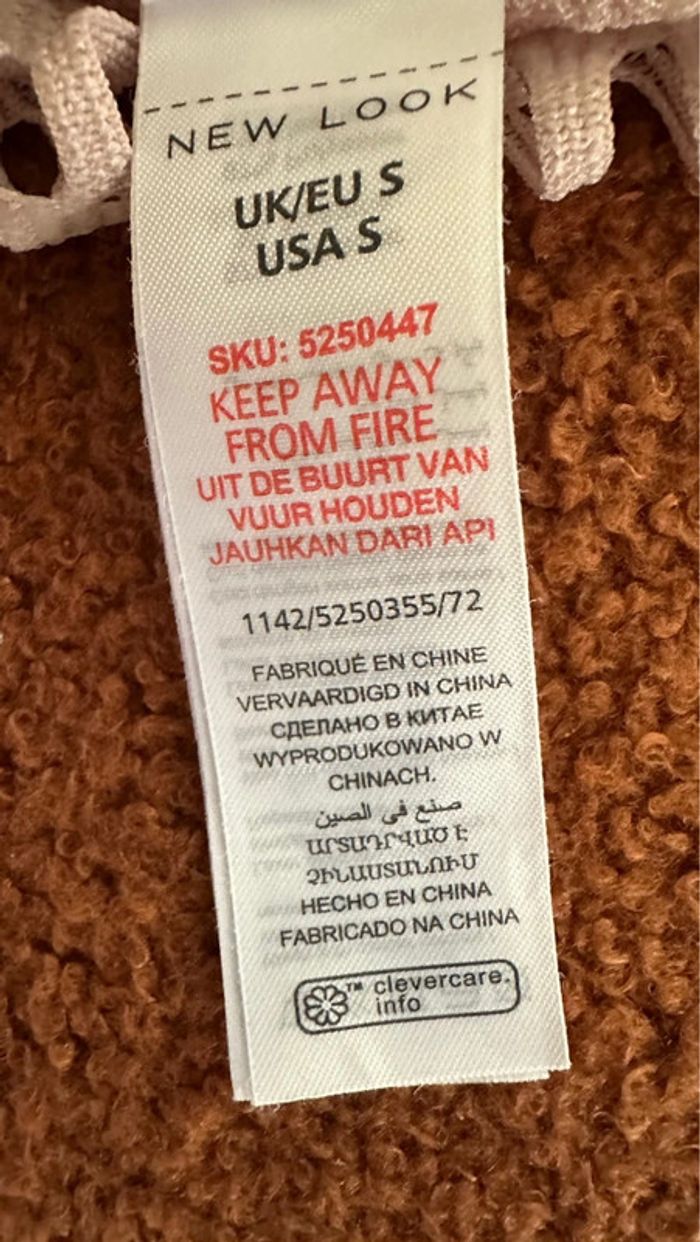 NEW LOOK
UK/EU S
USA S
SKU: 5250447
KEEP AWAY
FROM FIRE
UIT DE BUURT VAN
VUUR HOUDEN
JAUHKAN DARI API
1142/5250355/72
FABRIQUÉ EN CHINE
VERVAARDIGD IN CHINA
СДЕЛАНО В КИТАЕ
WYPRODUKOWANO W
CHINACH.
صنع في الصين
ԱՐՏԱԴՐՎԱԾ Է
ՉԻՆԱՍՏԱՆՈՒՄ
HECHO EN CHINA
FABRICADO NA CHINA
™ clevercare.
info